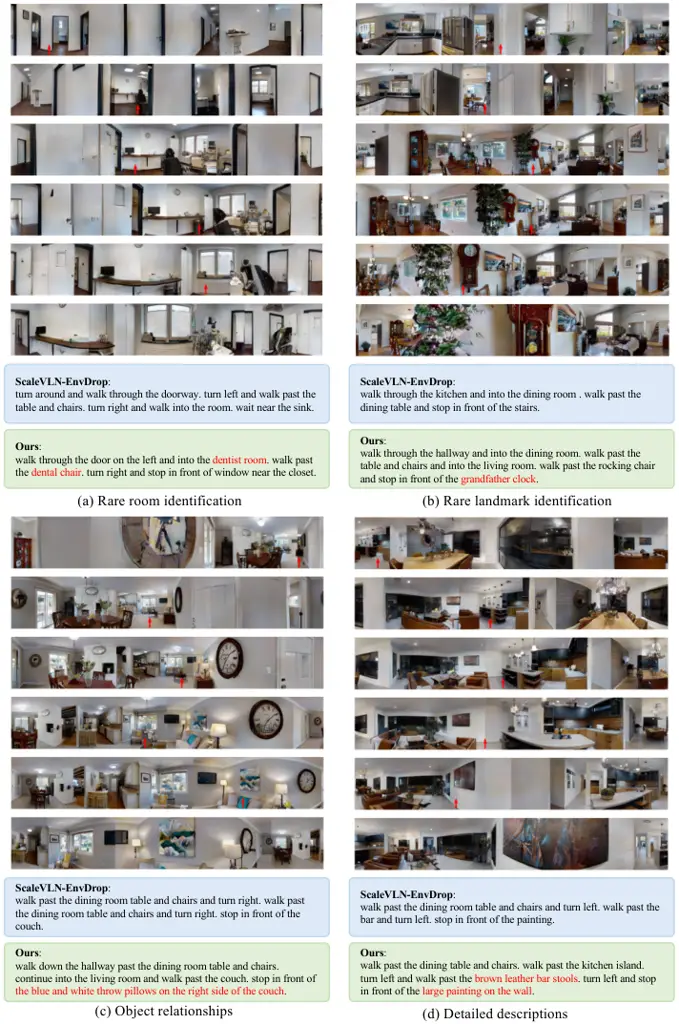 ScaleVLN-EnvDrop:
turn around and walk through the doorway. turn left and walk past the
table and chairs. turn right and walk into the room. wait near the sink.
Ours:
walk through the door on the left and into the dentist room. walk past
the dental chair. turn right and stop in front of window near the closet.
(a) Rare room identification
ScaleVLN-EnvDrop:
walk through the kitchen and into the dining room . walk past the
dining table and stop in front of the stairs.
Ours:
walk through the hallway and into the dining room. walk past the
table and chairs and into the living room. walk past the rocking chair
and stop in front of the grandfather clock.
(b) Rare landmark identification
ScaleVLN-EnvDrop:
walk past the dining room table and chairs and turn right. walk past
the dining room table and chairs and turn right. stop in front of the
couch.
Ours:
walk down the hallway past the dining room table and chairs.
continue into the living room and walk past the couch. stop in front of
the blue and white throw pillows on the right side of the couch.
(c) Object relationships
ScaleVLN-EnvDrop:
walk past the dining room table and chairs and turn left. walk past the
bar and turn left. stop in front of the painting.
Ours:
walk past the dining table and chairs. walk past the kitchen island.
turn left and walk past the brown leather bar stools. turn left and stop
in front of the large painting on the wall.
(d) Detailed descriptions